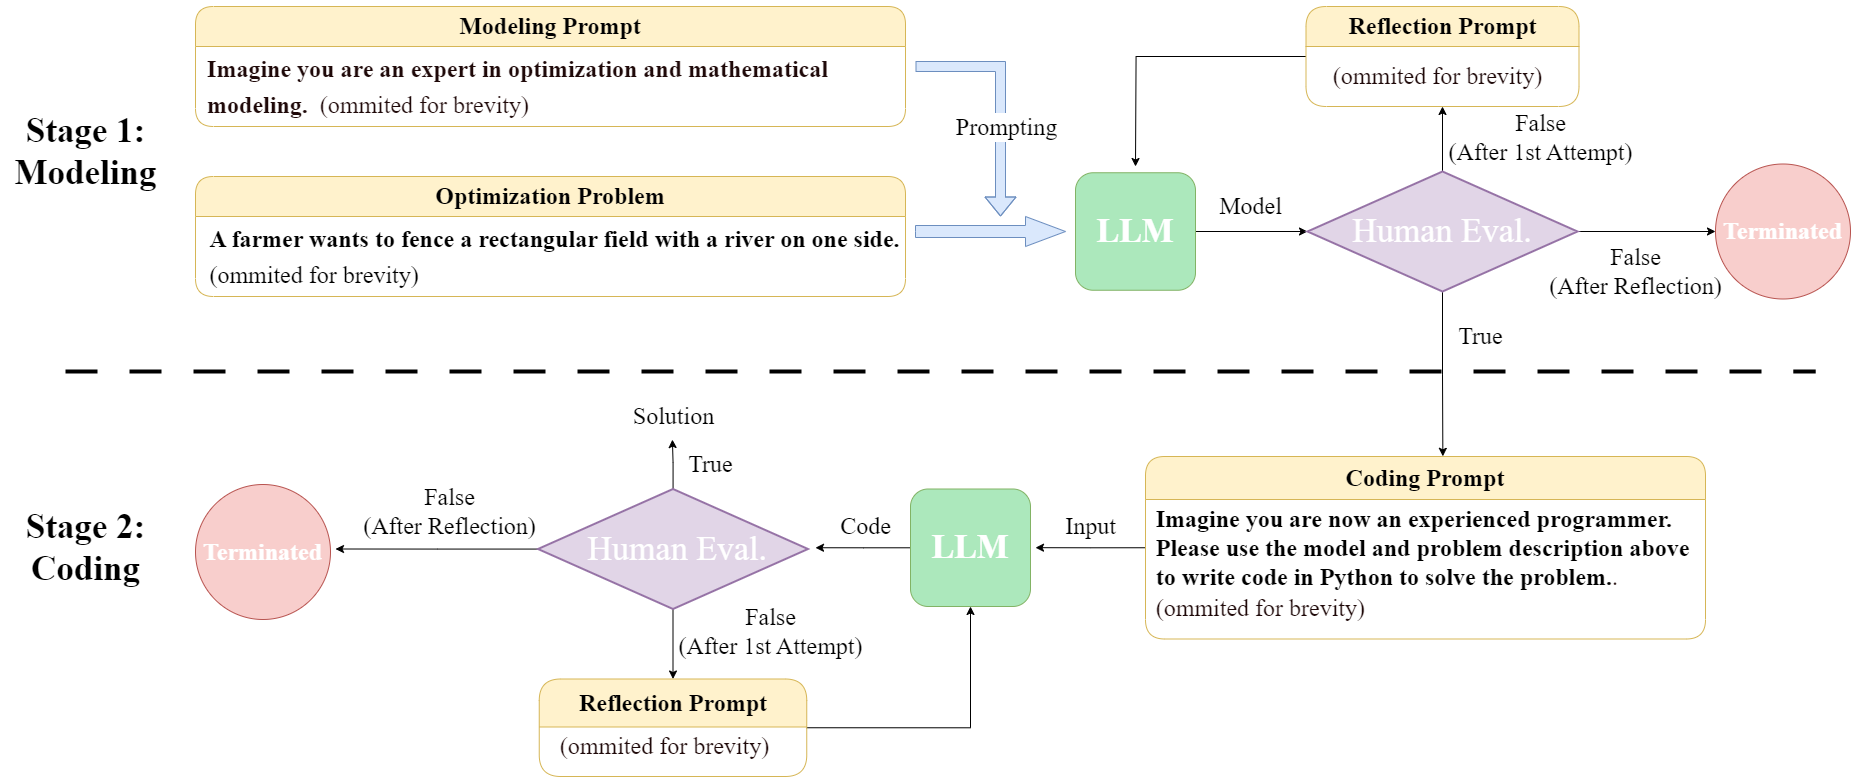 Stage 1:
Modeling
Modeling Prompt
Imagine you are an expert in optimization and mathematical
modeling. (ommited for brevity)
Optimization Problem
A farmer wants to fence a rectangular field with a river on one side.
(ommited for brevity)
Prompting
LLM
Model
Human Eval.
Reflection Prompt
(ommited for brevity)
False
(After 1st Attempt)
False
(After Reflection)
Terminated
True
Stage 2:
Coding
Coding Prompt
Imagine you are now an experienced programmer.
Please use the model and problem description above
to write code in Python to solve the problem..
(ommited for brevity)
Input
LLM
Code
Human Eval.
True
Solution
False
(After Reflection)
Terminated
False
(After 1st Attempt)
Reflection Prompt
(ommited for brevity)